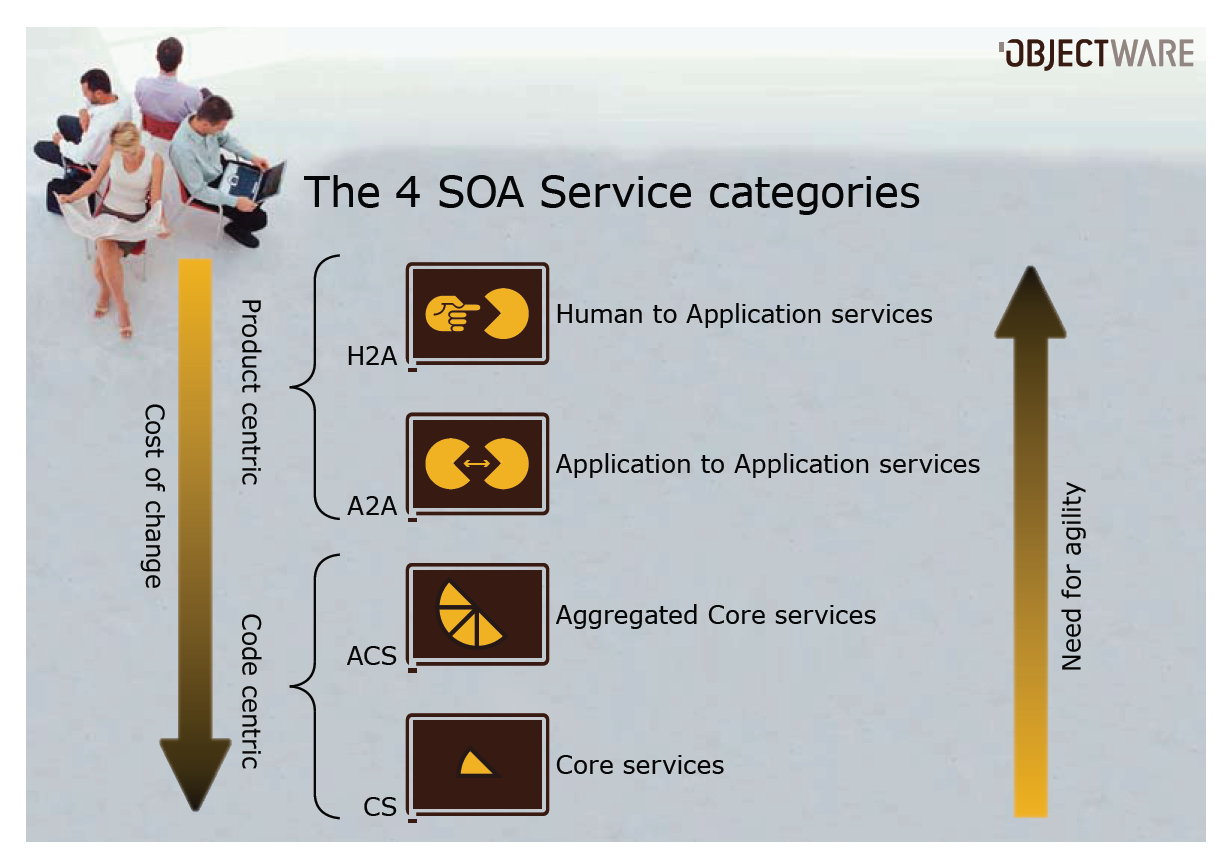 OBJECTWARE
The 4 SOA Service categories
Product centric
Cost of change
Code centric
H2A
Human to Application services
A2A
Application to Application services
ACS
Aggregated Core services
CS
Core services
Need for agility